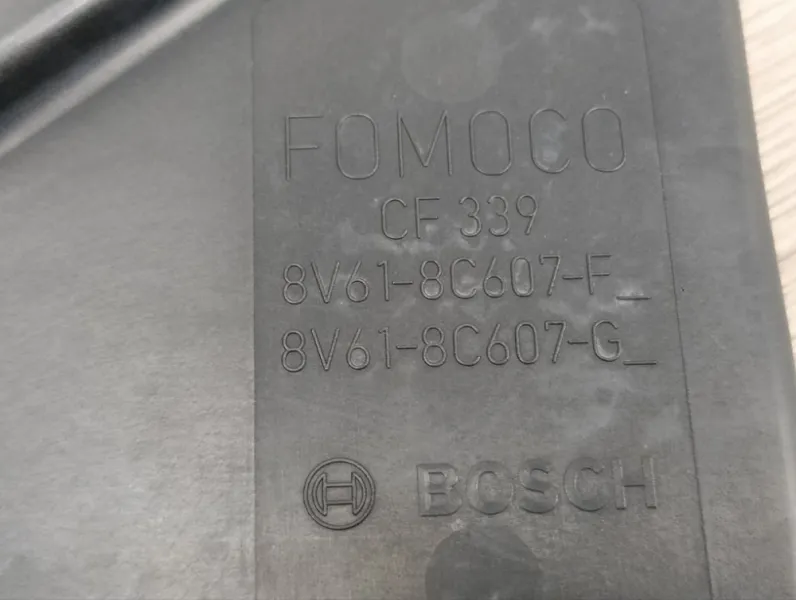 FOMOCO
CF 339
8V61-8C607-F_
8V61-8C607-G_
BOSCH